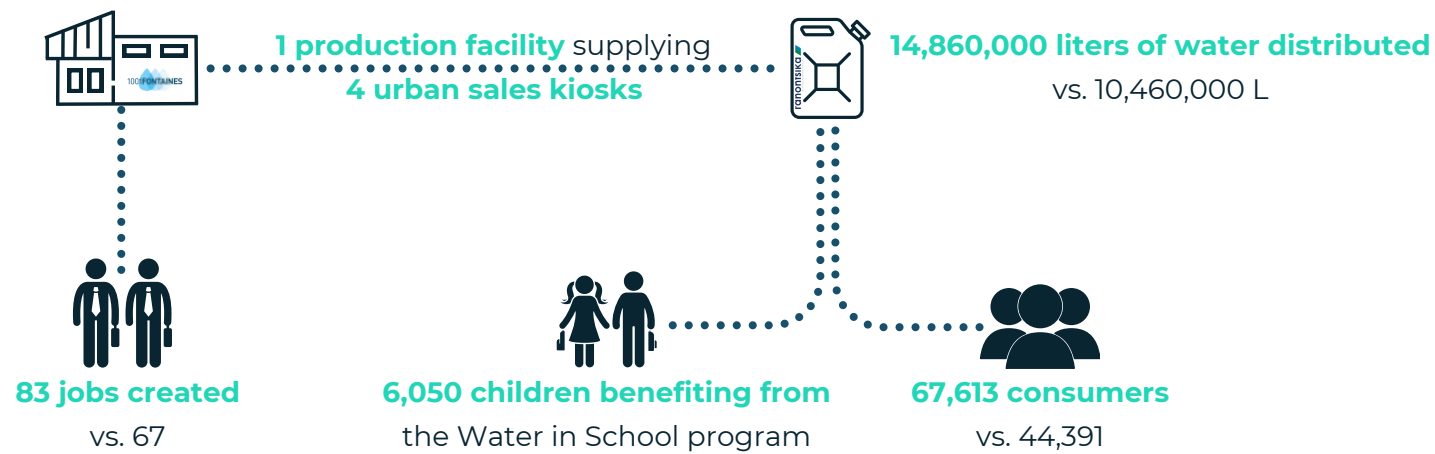 1 production facility supplying
4 urban sales kiosks
1001FONTAINES
ranontsika
14,860,000 liters of water distributed
vs. 10,460,000 L
83 jobs created
vs. 67
6,050 children benefiting from
the Water in School program
67,613 consumers
vs. 44,391